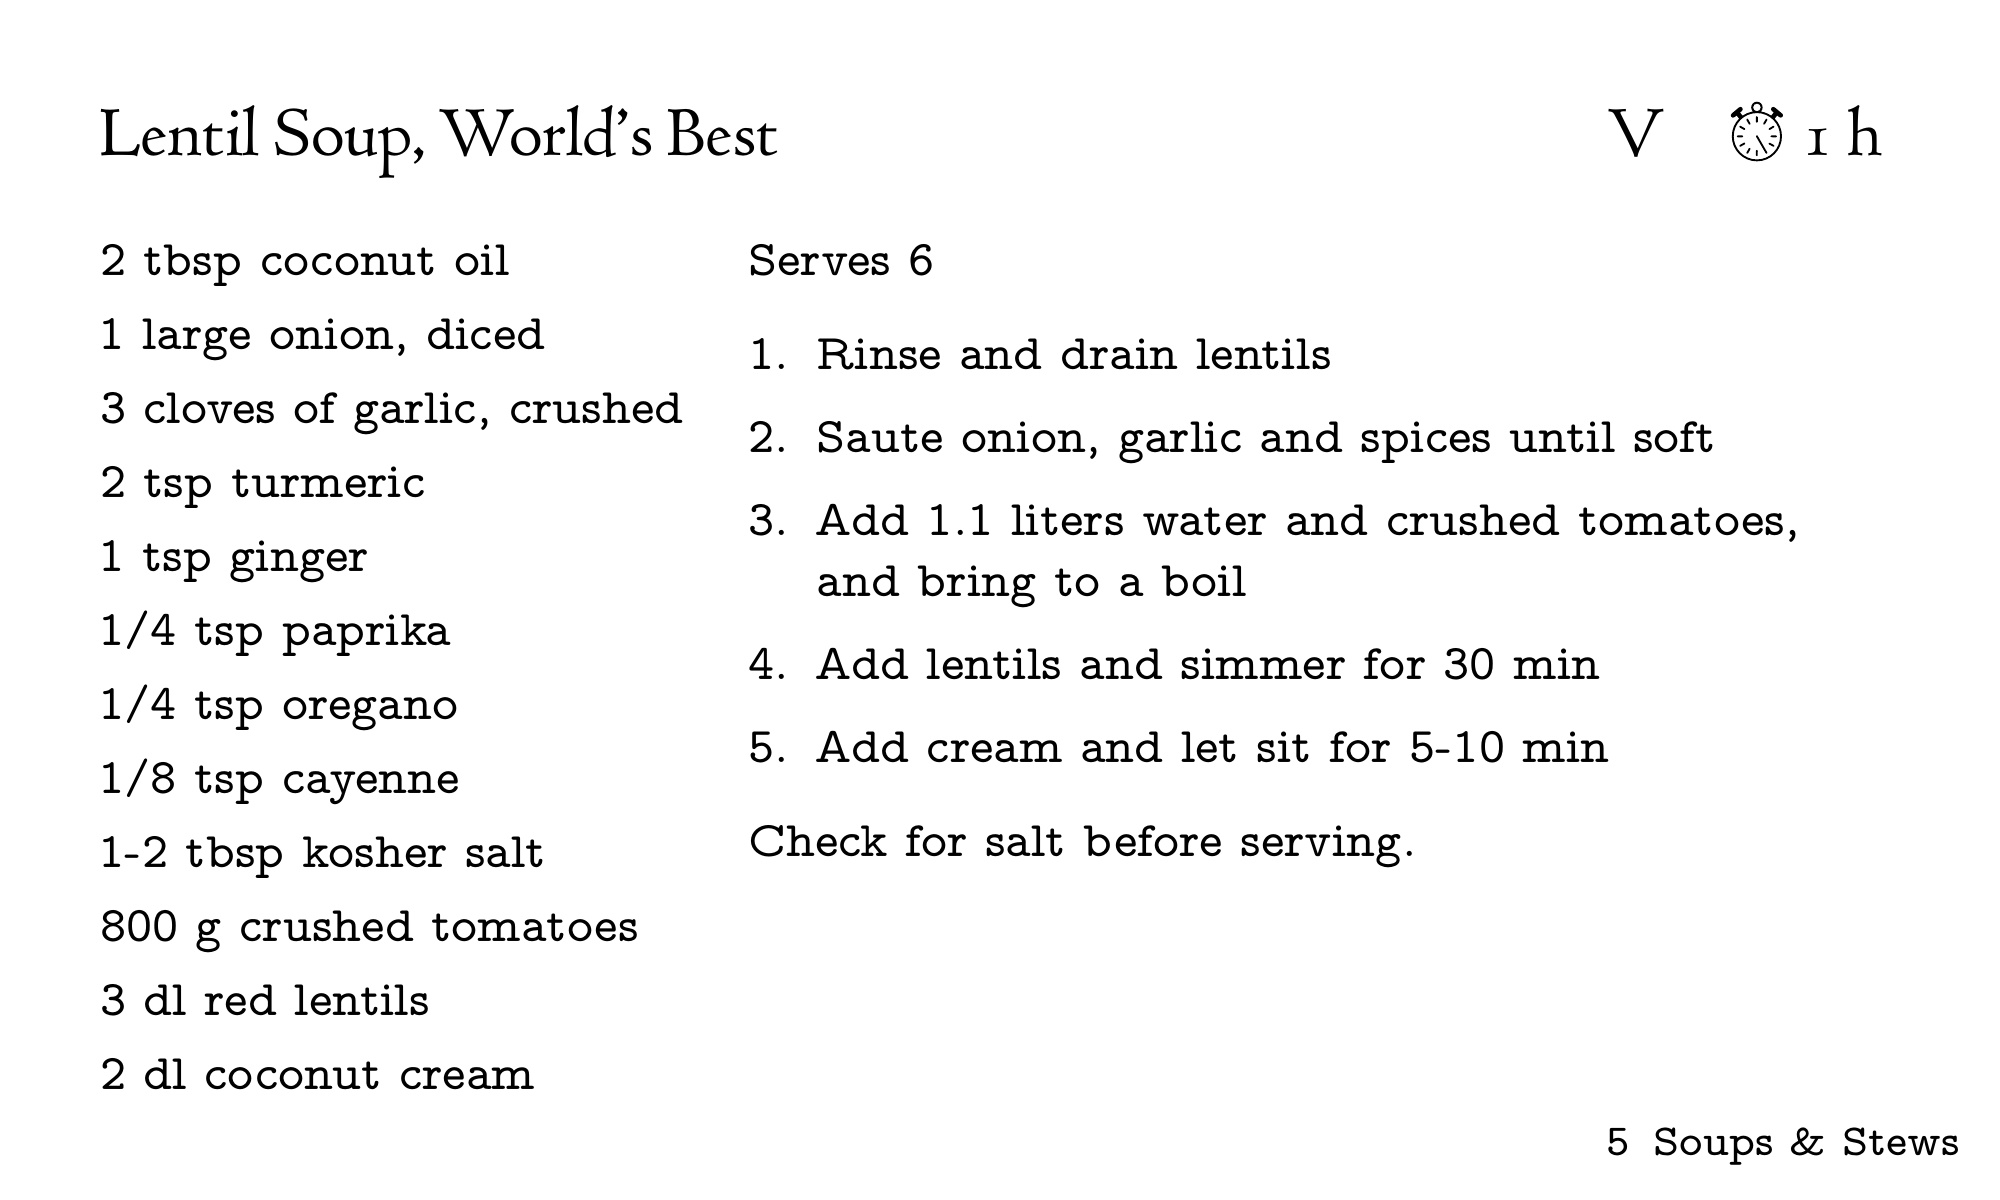 Lentil Soup, World's Best
V ⏱ 1 h
2 tbsp coconut oil
1 large onion, diced
3 cloves of garlic, crushed
2 tsp turmeric
1 tsp ginger
1/4 tsp paprika
1/4 tsp oregano
1/8 tsp cayenne
1-2 tbsp kosher salt
800 g crushed tomatoes
3 dl red lentils
2 dl coconut cream
Serves 6
1. Rinse and drain lentils
2. Saute onion, garlic and spices until soft
3. Add 1.1 liters water and crushed tomatoes,
and bring to a boil
4. Add lentils and simmer for 30 min
5. Add cream and let sit for 5-10 min
Check for salt before serving.
5 Soups & Stews